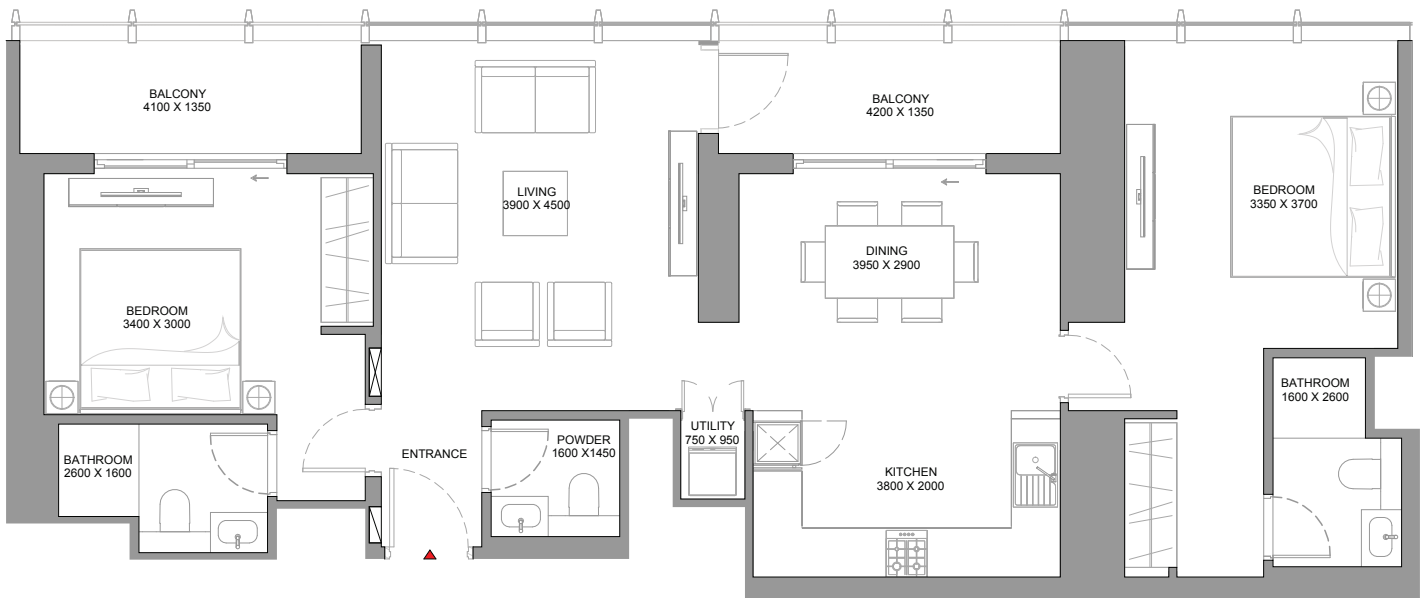 BALCONY
4100 X 1350
BALCONY
4200 X 1350
LIVING
3900 X 4500
BEDROOM
3350 X 3700
DINING
3950 X 2900
BEDROOM
3400 X 3000
BATHROOM
1600 X 2600
UTILITY
750 X 950
POWDER
1600 X1450
ENTRANCE
BATHROOM
2600 X 1600
KITCHEN
3800 X 2000